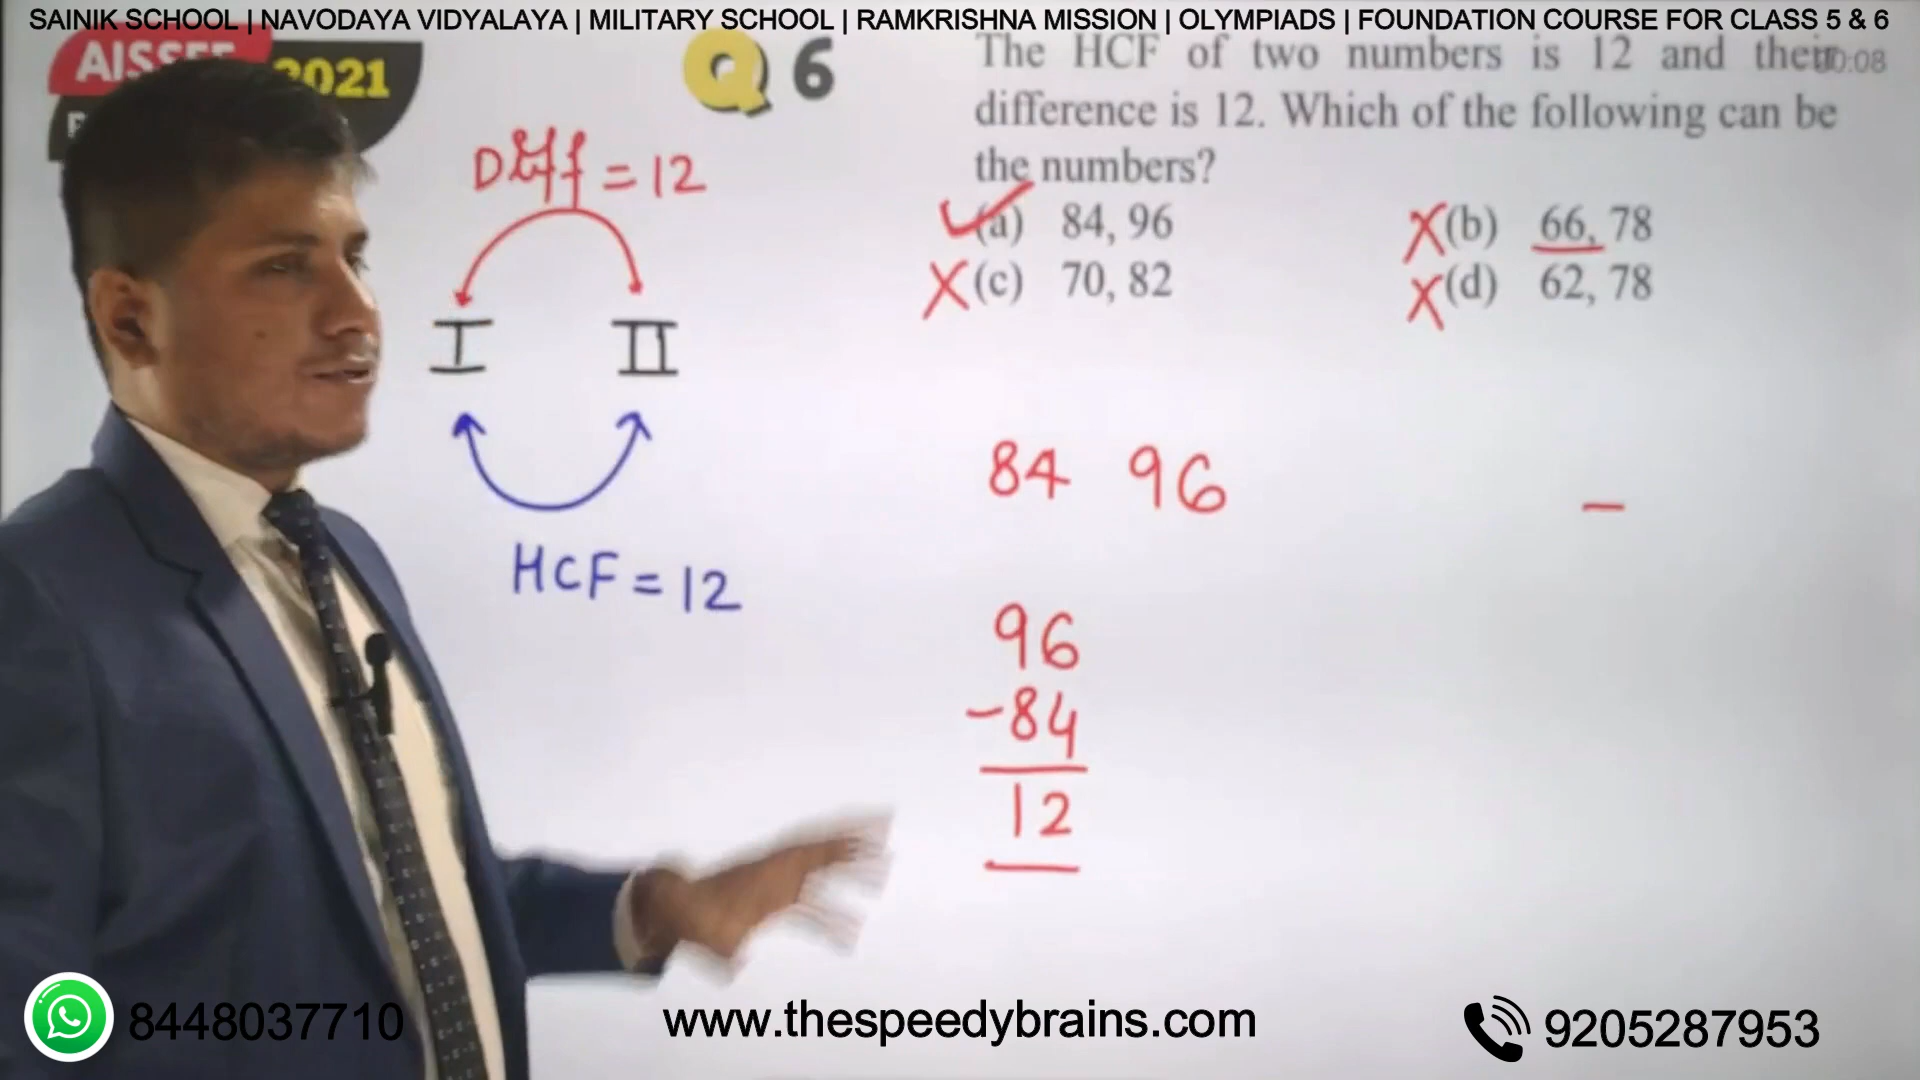 SAINIK SCHOOL | NAVODAYA VIDYALAYA | MILITARY SCHOOL | RAMKRISHNA MISSION | OLYMPIADS | FOUNDATION COURSE FOR CLASS 5 & 6
AISSEE
2021
Q 6
The HCF of two numbers is 12 and their
00:08
difference is 12. Which of the following can be
the numbers?
(a) 84, 96
X (b) 66, 78
X (c) 70, 82
X (d) 62, 78
Diff = 12
I II
HCF = 12
84 96
–
96
-84
12
8448037710
www.thespeedybrains.com
9205287953